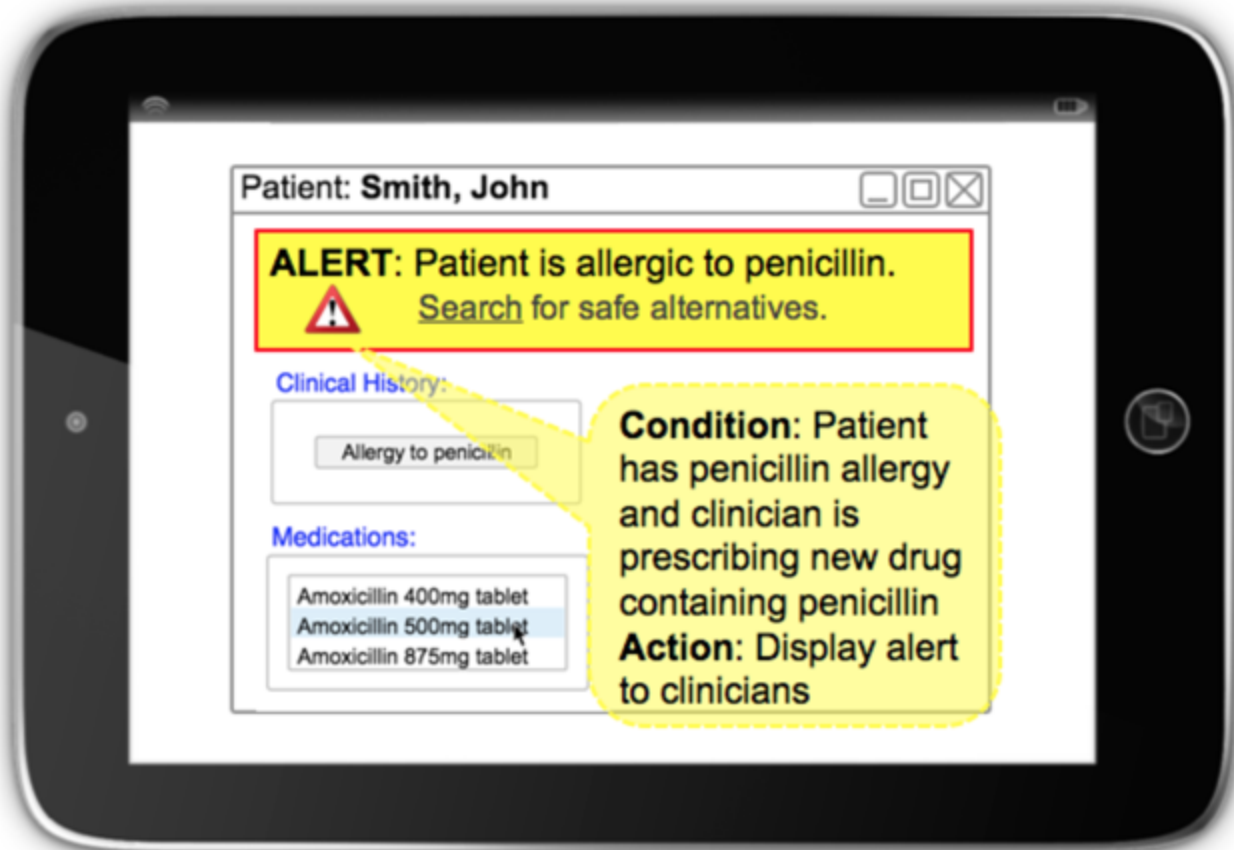 Patient: Smith, John
ALERT: Patient is allergic to penicillin.
Search for safe alternatives.
Clinical History:
Allergy to penicillin
Medications:
Amoxicillin 400mg tablet
Amoxicillin 500mg tablet
Amoxicillin 875mg tablet
Condition: Patient
has penicillin allergy
and clinician is
prescribing new drug
containing penicillin
Action: Display alert
to clinicians